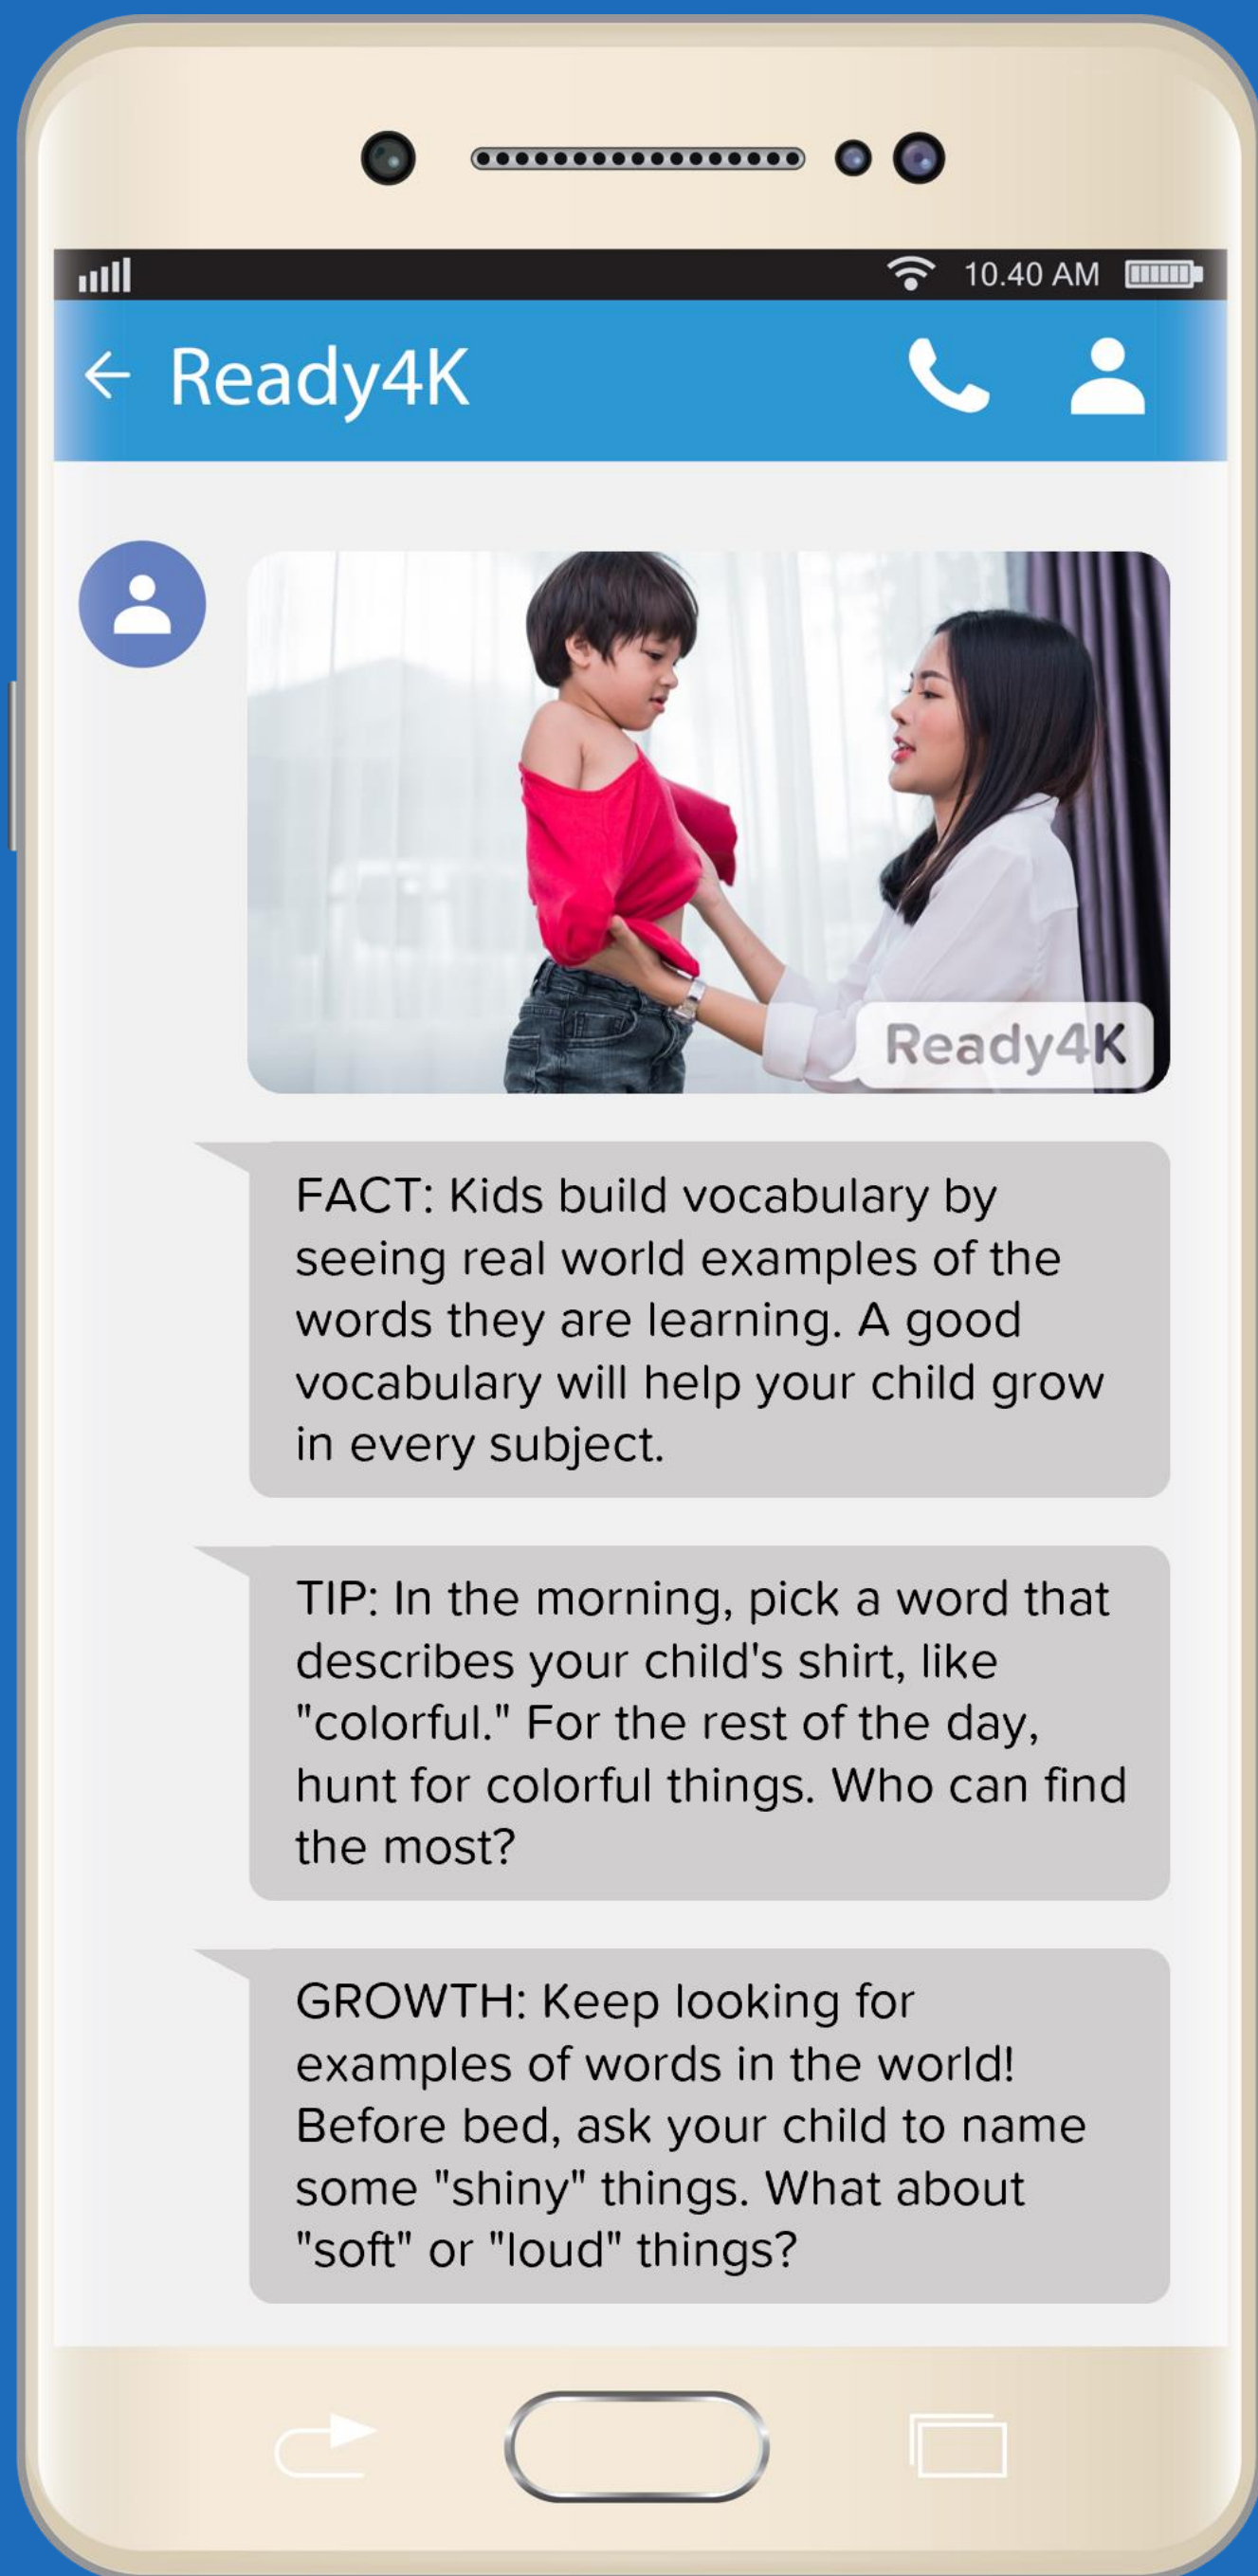 10.40 AM
Ready4K
Ready4K
FACT: Kids build vocabulary by
seeing real world examples of the
words they are learning. A good
vocabulary will help your child grow
in every subject.
TIP: In the morning, pick a word that
describes your child's shirt, like
"colorful." For the rest of the day,
hunt for colorful things. Who can find
the most?
GROWTH: Keep looking for
examples of words in the world!
Before bed, ask your child to name
some "shiny" things. What about
"soft" or "loud" things?